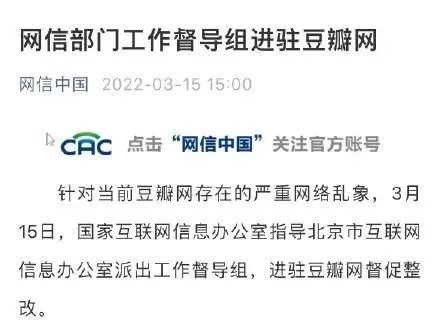 网信部门工作督导组进驻豆瓣网
网信中国 2022-03-15 15:00
CAC 点击“网信中国”关注官方账号
针对当前豆瓣网存在的严重网络乱象，3月
15日，国家互联网信息办公室指导北京市互联网
信息办公室派出工作督导组，进驻豆瓣网督促整
改。